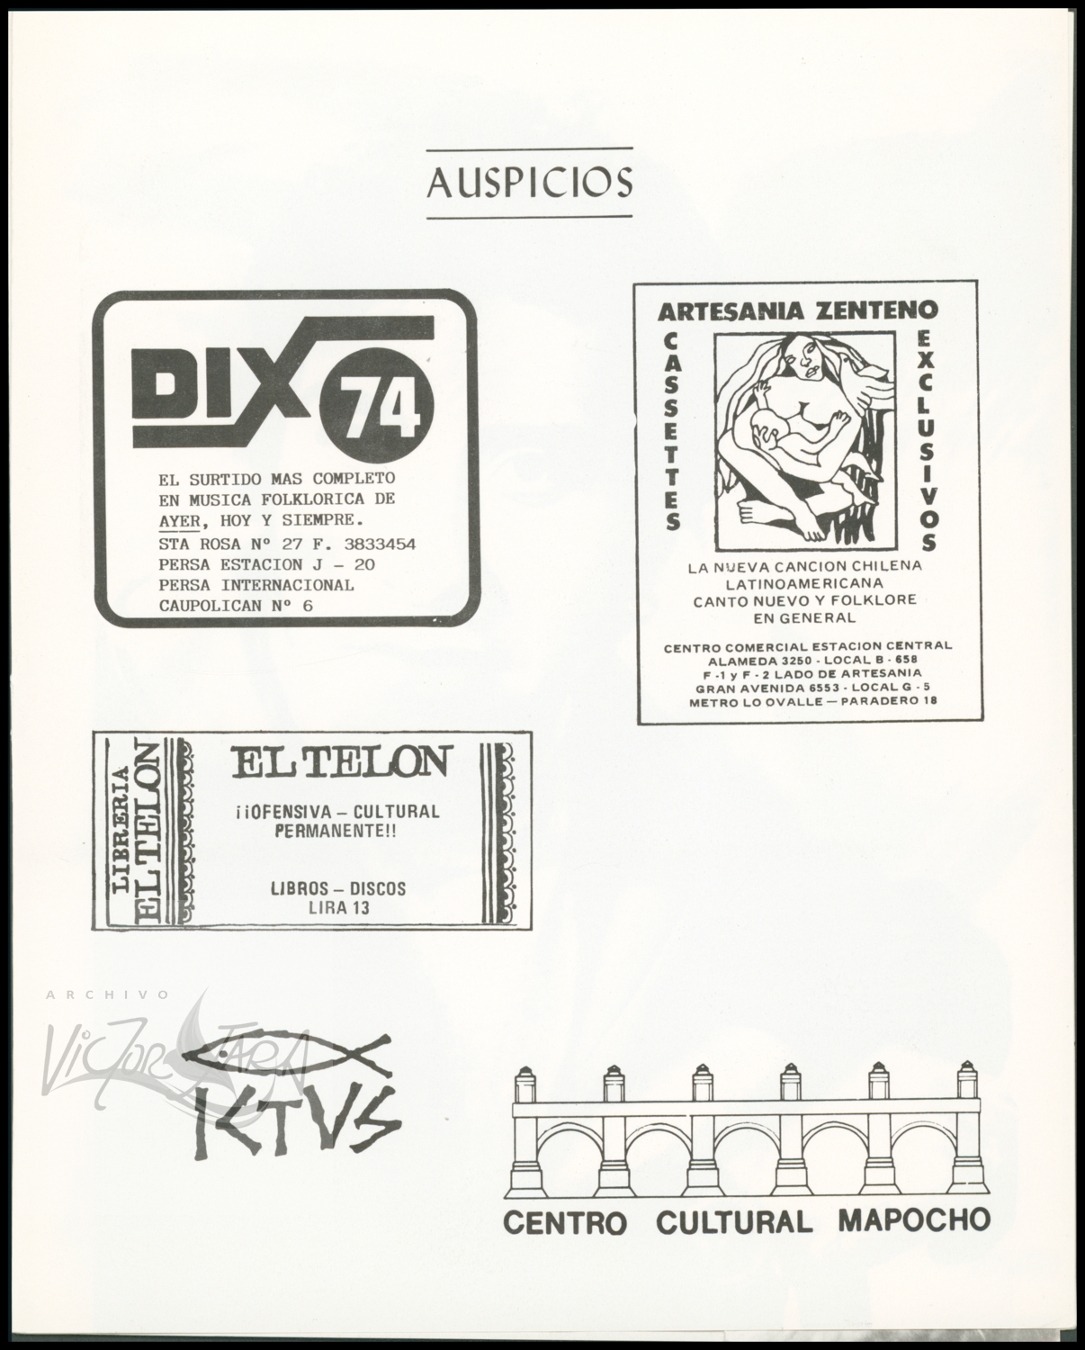 AUSPICIOS
DIX 74
EL SURTIDO MAS COMPLETO
EN MUSICA FOLKLORICA DE
AYER, HOY Y SIEMPRE.
STA ROSA Nº 27 F. 3833454
PERSA ESTACION J - 20
PERSA INTERNACIONAL
CAUPOLICAN Nº 6
ARTESANIA ZENTENO
CASSETTES
EXCLUSIVOS
LA NUEVA CANCION CHILENA
LATINOAMERICANA
CANTO NUEVO Y FOLKLORE
EN GENERAL
CENTRO COMERCIAL ESTACION CENTRAL
ALAMEDA 3250 - LOCAL B - 658
F -1 y F - 2 LADO DE ARTESANIA
GRAN AVENIDA 6553 - LOCAL G - 5
METRO LO OVALLE — PARADERO 18
LIBRERIA
EL TELON
EL TELON
¡¡OFENSIVA – CULTURAL
PERMANENTE!!
LIBROS – DISCOS
LIRA 13
ARCHIVO
VICTOR JARA
ICTVS
CENTRO CULTURAL MAPOCHO